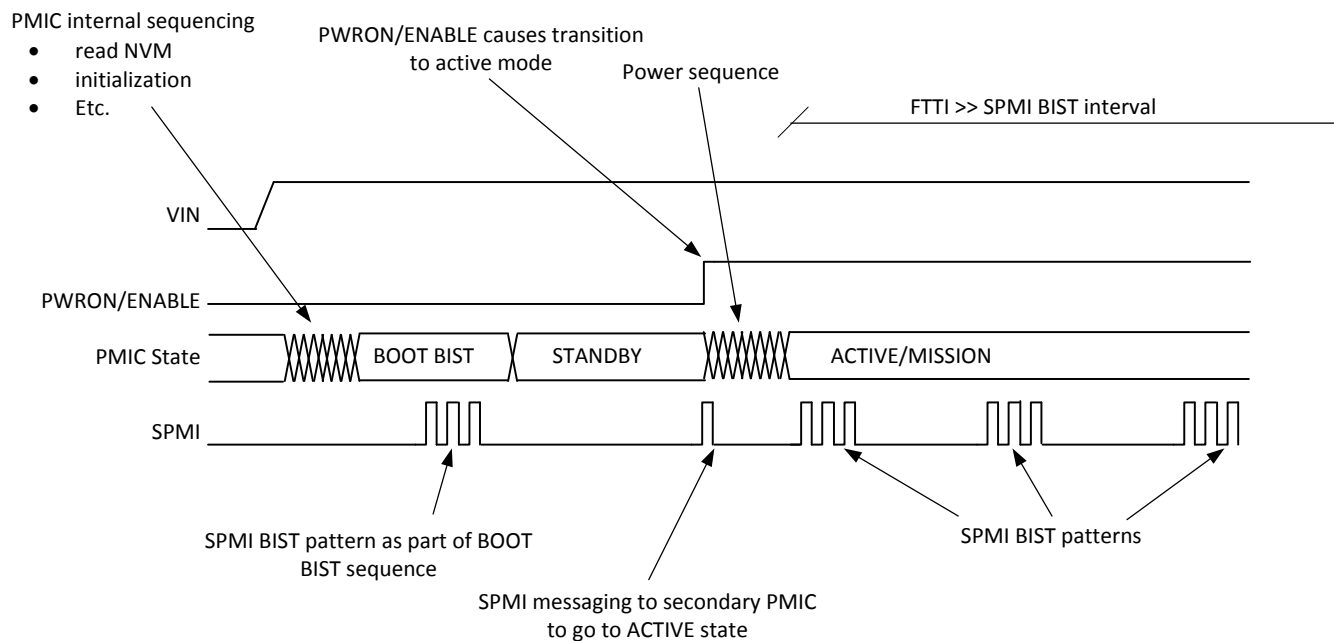 PMIC internal sequencing
• read NVM
• initialization
• Etc.
PWRON/ENABLE causes transition
to active mode
Power sequence
FTTI >> SPMI BIST interval
VIN
PWRON/ENABLE
PMIC State
BOOT BIST
STANDBY
ACTIVE/MISSION
SPMI
SPMI BIST pattern as part of BOOT
BIST sequence
SPMI BIST patterns
SPMI messaging to secondary PMIC
to go to ACTIVE state